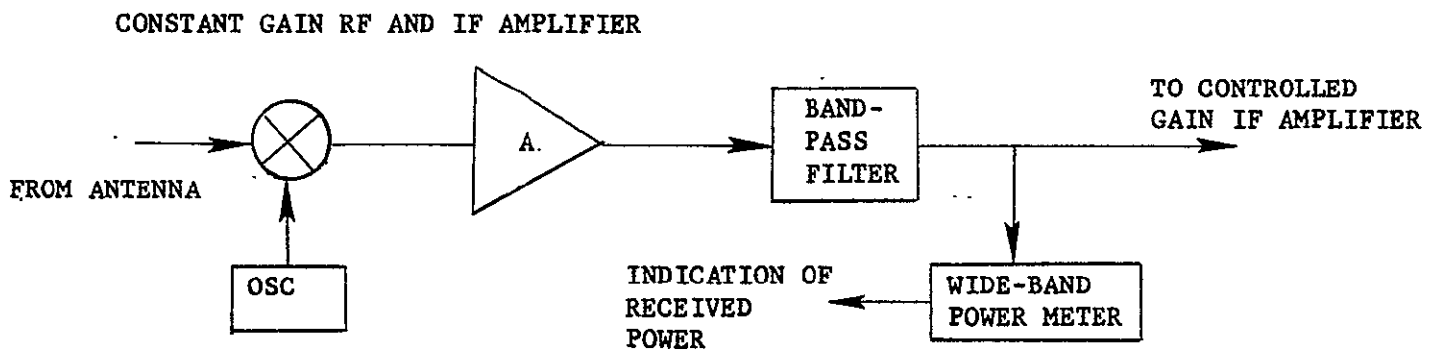 CONSTANT GAIN RF AND IF AMPLIFIER
FROM ANTENNA
OSC
A.
BAND-
PASS
FILTER
TO CONTROLLED
GAIN IF AMPLIFIER
INDICATION OF
RECEIVED
POWER
WIDE-BAND
POWER METER